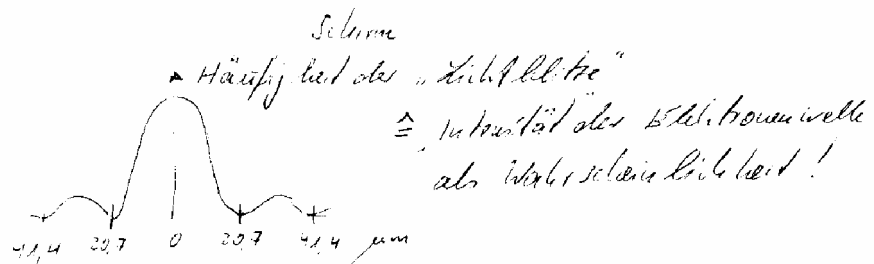 Schirm
Häufigkeit der „Lichtblitze“
≙ Intensität der Elektronenwelle
als Wahrscheinlichkeit!
41,4 20,7 0 20,7 41,4 µm